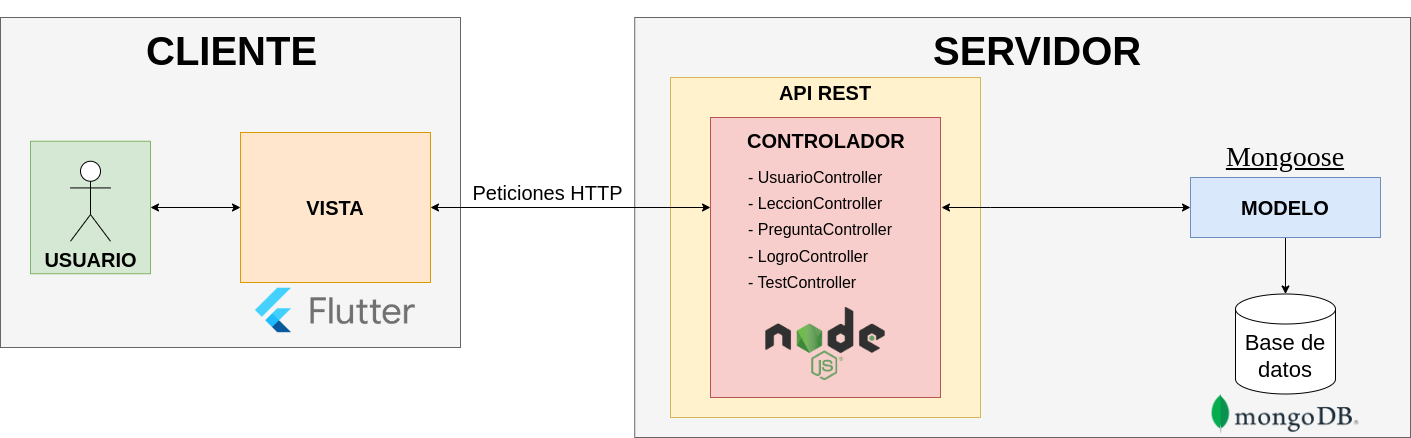 CLIENTE
USUARIO
VISTA
Flutter
Peticiones HTTP
SERVIDOR
API REST
CONTROLADOR
- UsuarioController
- LeccionController
- PreguntaController
- LogroController
- TestController
node
JS
Mongoose
MODELO
Base de
datos
mongoDB®